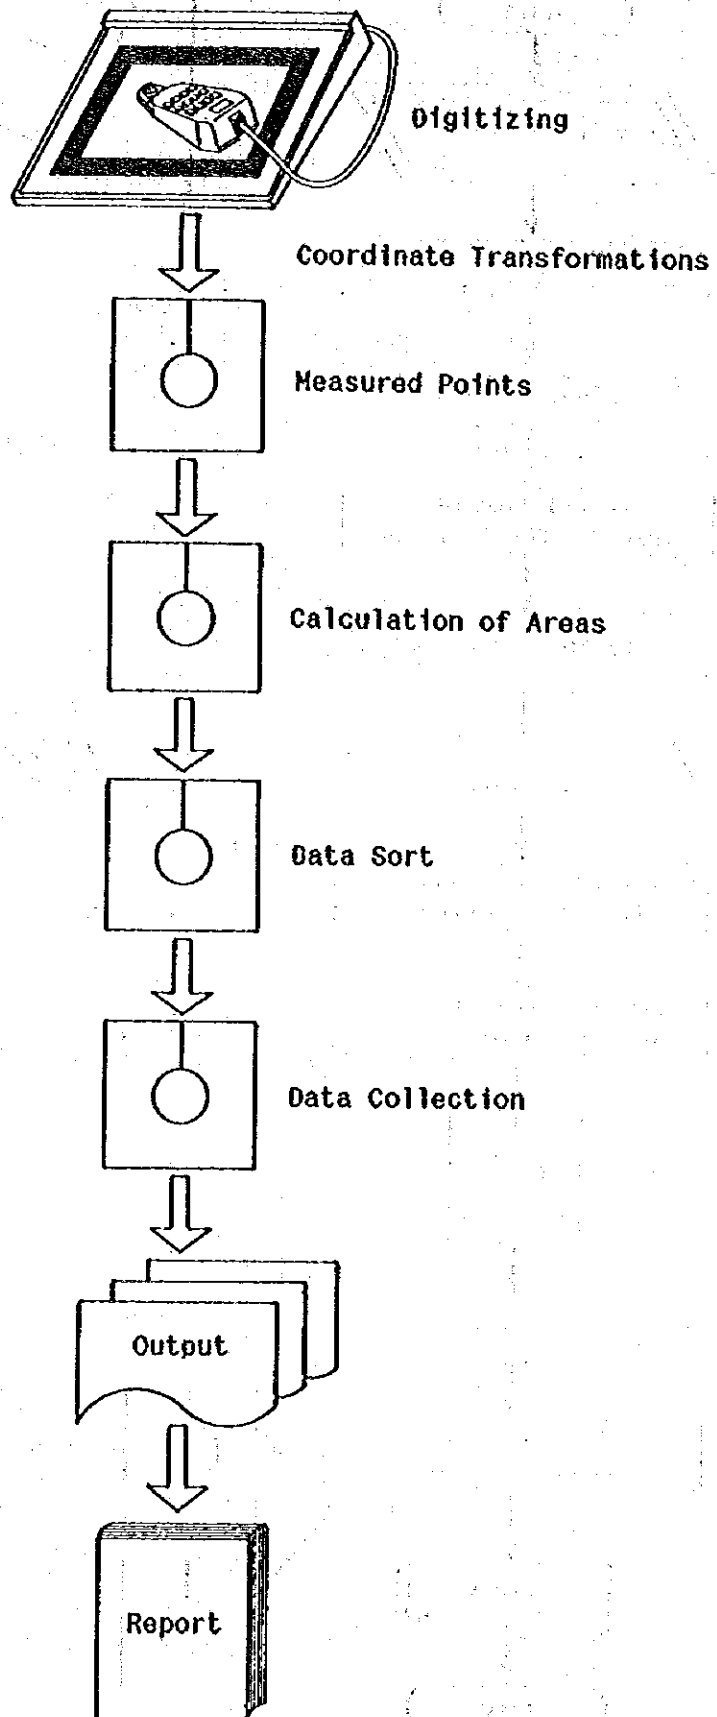 Digitizing
Coordinate Transformations
Measured Points
Calculation of Areas
Data Sort
Data Collection
Output
Report